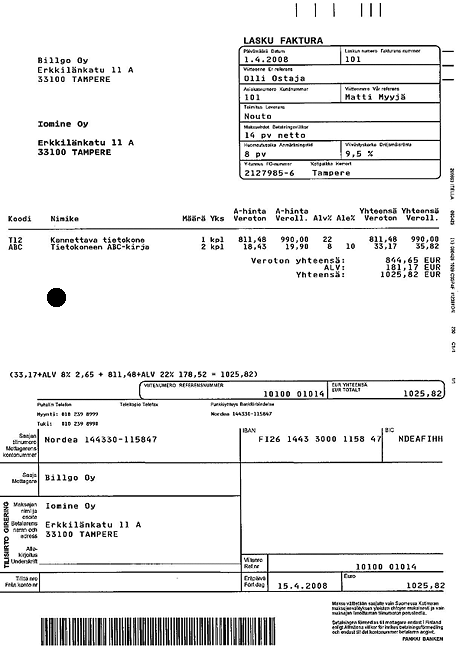 LASKU FAKTURA
Billgo Oy
Erkkilänkatu 11 A
33100 TAMPERE
Päivämäärä Datum
1.4.2008
Laskun numero Fakturans nummer
101
Viitteenne Er referens
Olli Ostaja
Asiakasnumero Kundnummer
101
Viitteemme Vår referens
Matti Myyjä
Iomine Oy
Erkkilänkatu 11 A
33100 TAMPERE
Toimitus Leverans
Nouto
Maksuehdot Betalningsvillkor
14 pv netto
Huomautusaika Anmärkningstid
8 pv
Viivästyskorko Dröjsmålsränta
9,5 %
Y-tunnus FO-nummer
2127985-6
Kotipaikka Hemort
Tampere
Koodi Nimike Määrä Yks A-hinta Veroton A-hinta Veroll. Alv% Ale% Yhteensä Veroton Yhteensä Veroll.
T12 Kannettava tietokone 1 kpl 811,48 990,00 22 811,48 990,00
ABC Tietokoneen ABC-kirja 2 kpl 18,43 19,90 8 10 33,17 35,82
Veroton yhteensä: 844,65 EUR
ALV: 181,17 EUR
Yhteensä: 1025,82 EUR
(33,17+ALV 8% 2,65 + 811,48+ALV 22% 178,52 = 1025,82)
VIITENUMERO REFERENSNUMMER
10100 01014
EUR YHTEENSÄ
EUR TOTALT
1025,82
Puhelin Telefon Telekopio Telefax Pankkiyhteys Bankförbindelse
Myynti: 010 239 8999 Nordea 144330-115847
Tuki: 010 239 8990
Saajan
tilinumero
Mottagarens
kontonummer
Nordea 144330-115847
IBAN
FI26 1443 3000 1158 47
BIC
NDEAFIHH
Saaja
Mottagare
Billgo Oy
TILISIIRTO GIRERING
Maksajan
nimi ja
osoite
Betalarens
namn och
adress
Iomine Oy
Erkkilänkatu 11 A
33100 TAMPERE
Alle-
kirjoitus
Underskrift
Viitenro
Ref.nr
10100 01014
Tililtä nro
Från konto nr
Eräpäivä
Förf.dag
15.4.2008
Euro
1025,82
PANKKI BANKEN